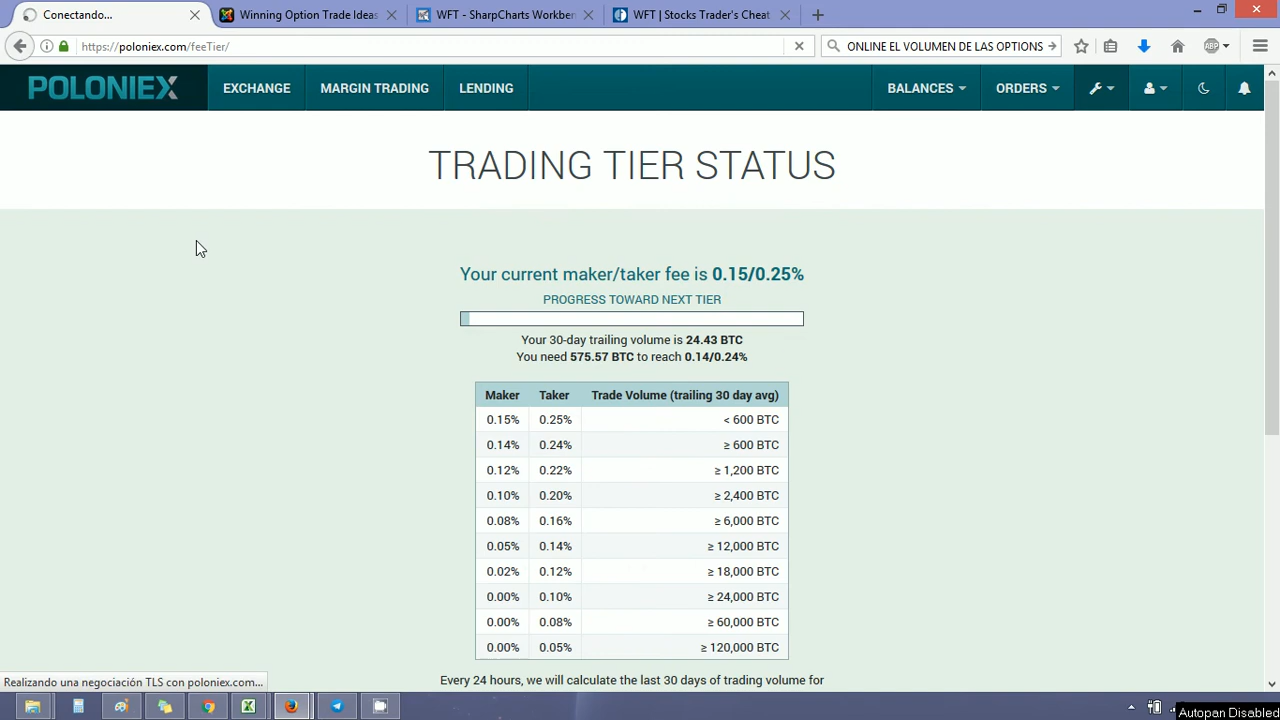 Conectando...
Winning Option Trade Ideas
WFT - SharpCharts Workben
WFT | Stocks Trader's Cheat
https://poloniex.com/feeTier/
ONLINE EL VOLUMEN DE LAS OPTIONS
ABP
POLONIEX
EXCHANGE
MARGIN TRADING
LENDING
BALANCES
ORDERS
TRADING TIER STATUS
Your current maker/taker fee is 0.15/0.25%
PROGRESS TOWARD NEXT TIER
Your 30-day trailing volume is 24.43 BTC
You need 575.57 BTC to reach 0.14/0.24%
Maker Taker Trade Volume (trailing 30 day avg)
0.15% 0.25% < 600 BTC
0.14% 0.24% ≥ 600 BTC
0.12% 0.22% ≥ 1,200 BTC
0.10% 0.20% ≥ 2,400 BTC
0.08% 0.16% ≥ 6,000 BTC
0.05% 0.14% ≥ 12,000 BTC
0.02% 0.12% ≥ 18,000 BTC
0.00% 0.10% ≥ 24,000 BTC
0.00% 0.08% ≥ 60,000 BTC
0.00% 0.05% ≥ 120,000 BTC
Every 24 hours, we will calculate the last 30 days of trading volume for
Realizando una negociación TLS con poloniex.com...
Autopan Disabled